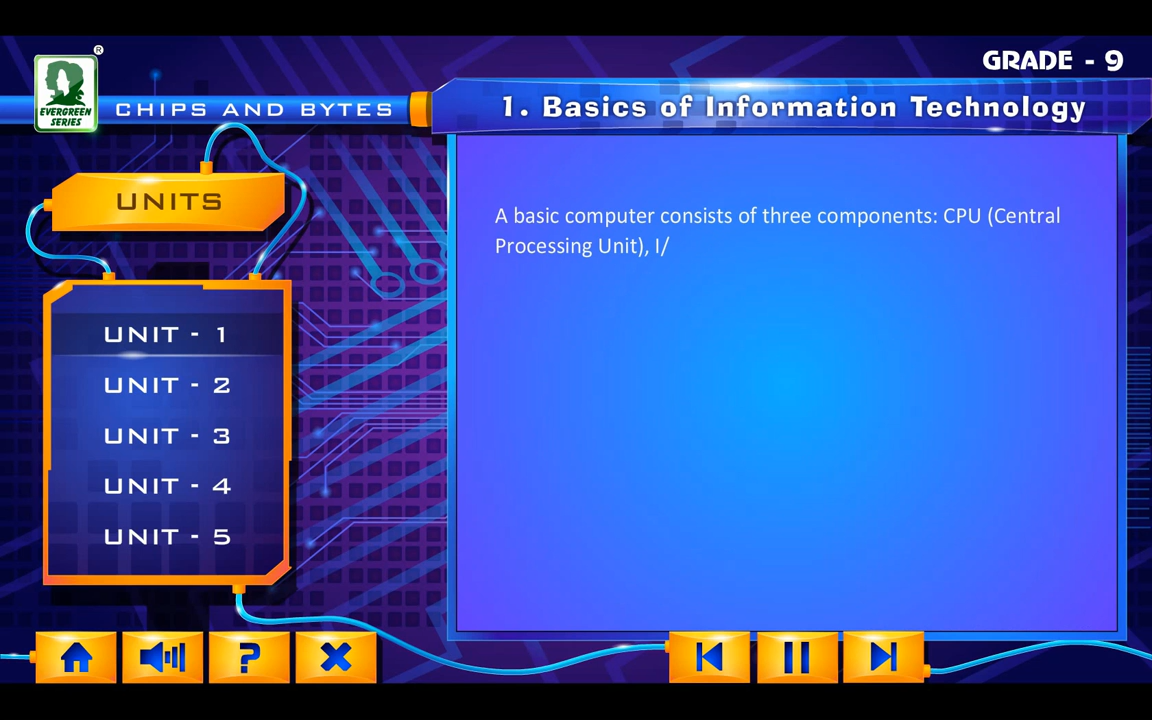 GRADE - 9
®
EVERGREEN
SERIES
CHIPS AND BYTES
1. Basics of Information Technology
UNITS
UNIT - 1
UNIT - 2
UNIT - 3
UNIT - 4
UNIT - 5
A basic computer consists of three components: CPU (Central
Processing Unit), I/
?